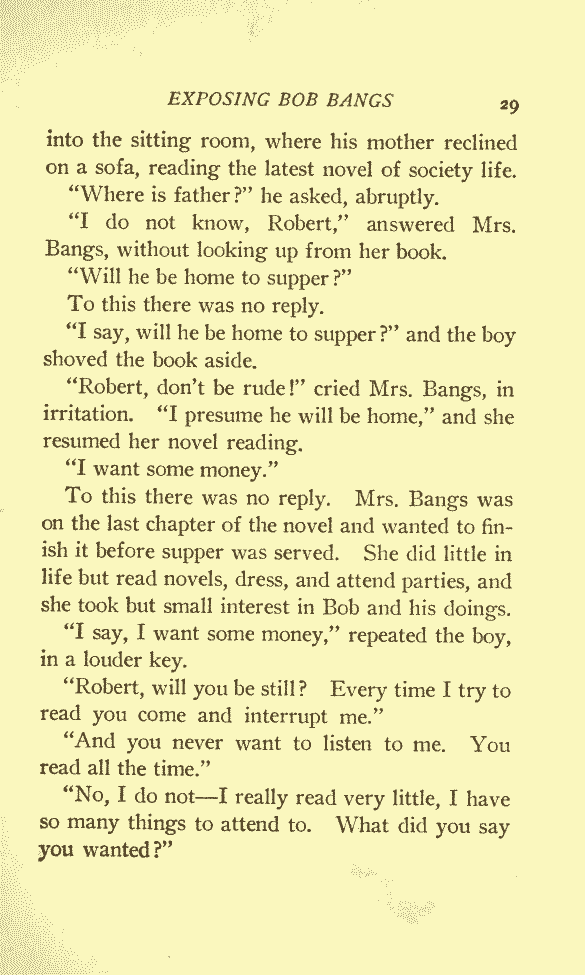 EXPOSING BOB BANGS 29
into the sitting room, where his mother reclined
on a sofa, reading the latest novel of society life.
“Where is father?” he asked, abruptly.
“I do not know, Robert,” answered Mrs.
Bangs, without looking up from her book.
“Will he be home to supper?”
To this there was no reply.
“I say, will he be home to supper?” and the boy
shoved the book aside.
“Robert, don’t be rude!” cried Mrs. Bangs, in
irritation. “I presume he will be home,” and she
resumed her novel reading.
“I want some money.”
To this there was no reply. Mrs. Bangs was
on the last chapter of the novel and wanted to fin-
ish it before supper was served. She did little in
life but read novels, dress, and attend parties, and
she took but small interest in Bob and his doings.
“I say, I want some money,” repeated the boy,
in a louder key.
“Robert, will you be still? Every time I try to
read you come and interrupt me.”
“And you never want to listen to me. You
read all the time.”
“No, I do not—I really read very little, I have
so many things to attend to. What did you say
you wanted?”